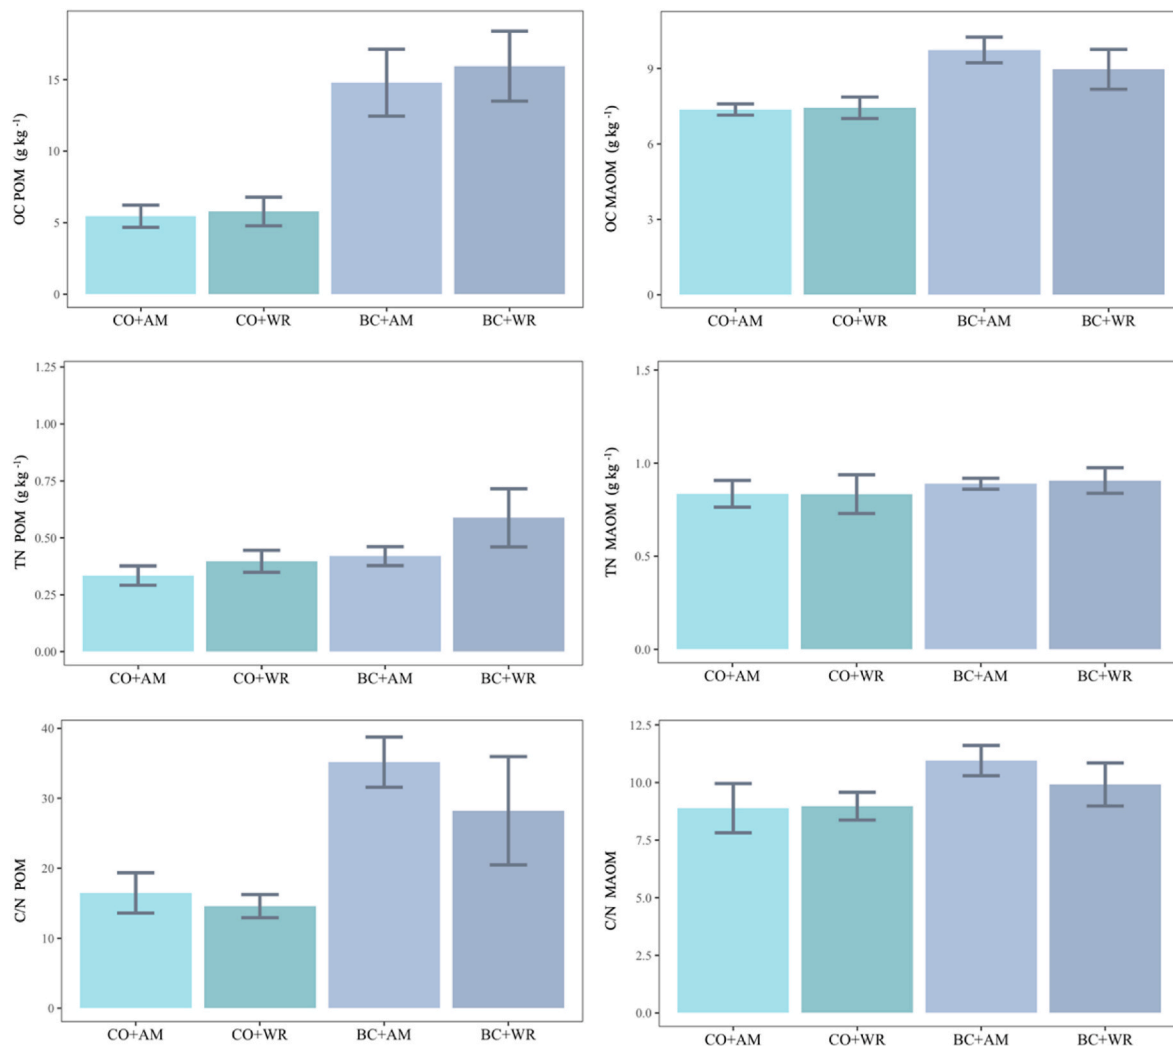 OC POM (g kg⁻¹)
15
10
5
0
CO+AM CO+WR BC+AM BC+WR
OC MAOM (g kg⁻¹)
9
6
3
0
CO+AM CO+WR BC+AM BC+WR
TN POM (g kg⁻¹)
1.25
1.00
0.75
0.50
0.25
0.00
CO+AM CO+WR BC+AM BC+WR
TN MAOM (g kg⁻¹)
1.5
1.0
0.5
0.0
CO+AM CO+WR BC+AM BC+WR
C/N POM
40
30
20
10
0
CO+AM CO+WR BC+AM BC+WR
C/N MAOM
12.5
10.0
7.5
5.0
2.5
0.0
CO+AM CO+WR BC+AM BC+WR